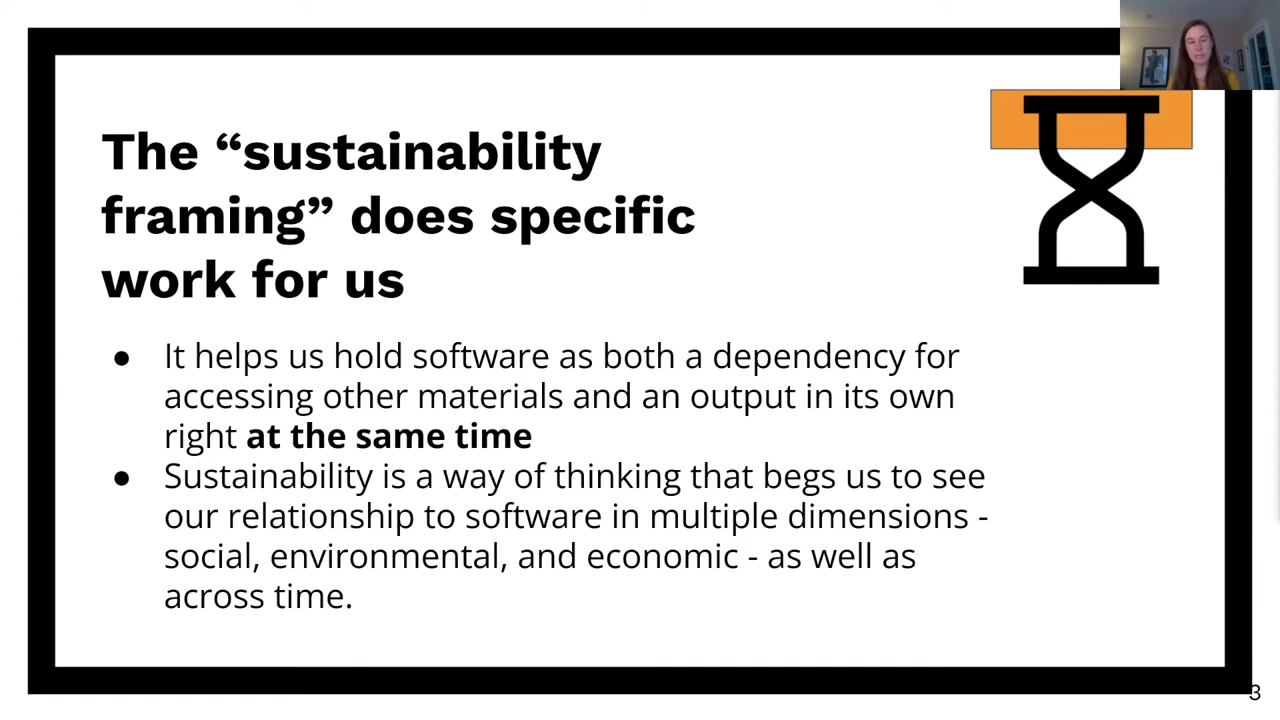 The “sustainability
framing” does specific
work for us
● It helps us hold software as both a dependency for
accessing other materials and an output in its own
right at the same time
● Sustainability is a way of thinking that begs us to see
our relationship to software in multiple dimensions -
social, environmental, and economic - as well as
across time.
3